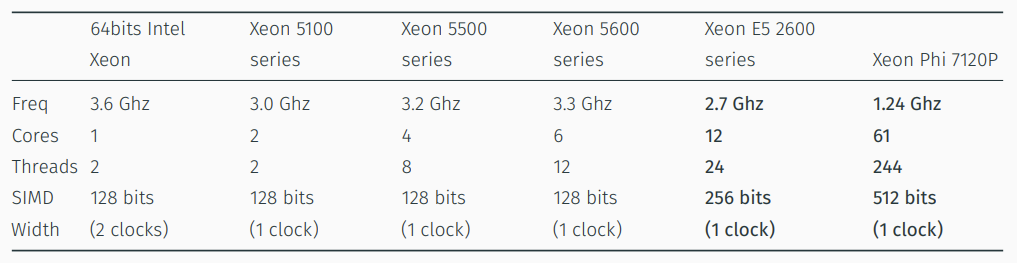 64bits Intel Xeon 5100 Xeon 5500 Xeon 5600 Xeon E5 2600
Xeon series series series series Xeon Phi 7120P
Freq 3.6 Ghz 3.0 Ghz 3.2 Ghz 3.3 Ghz 2.7 Ghz 1.24 Ghz
Cores 1 2 4 6 12 61
Threads 2 2 8 12 24 244
SIMD 128 bits 128 bits 128 bits 128 bits 256 bits 512 bits
Width (2 clocks) (1 clock) (1 clock) (1 clock) (1 clock) (1 clock)